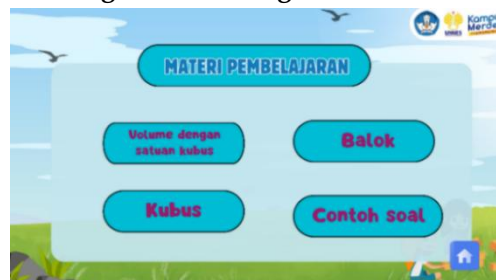 MATERI PEMBELAJARAN
Volume dengan
satuan kubus
Balok
Kubus
Contoh soal